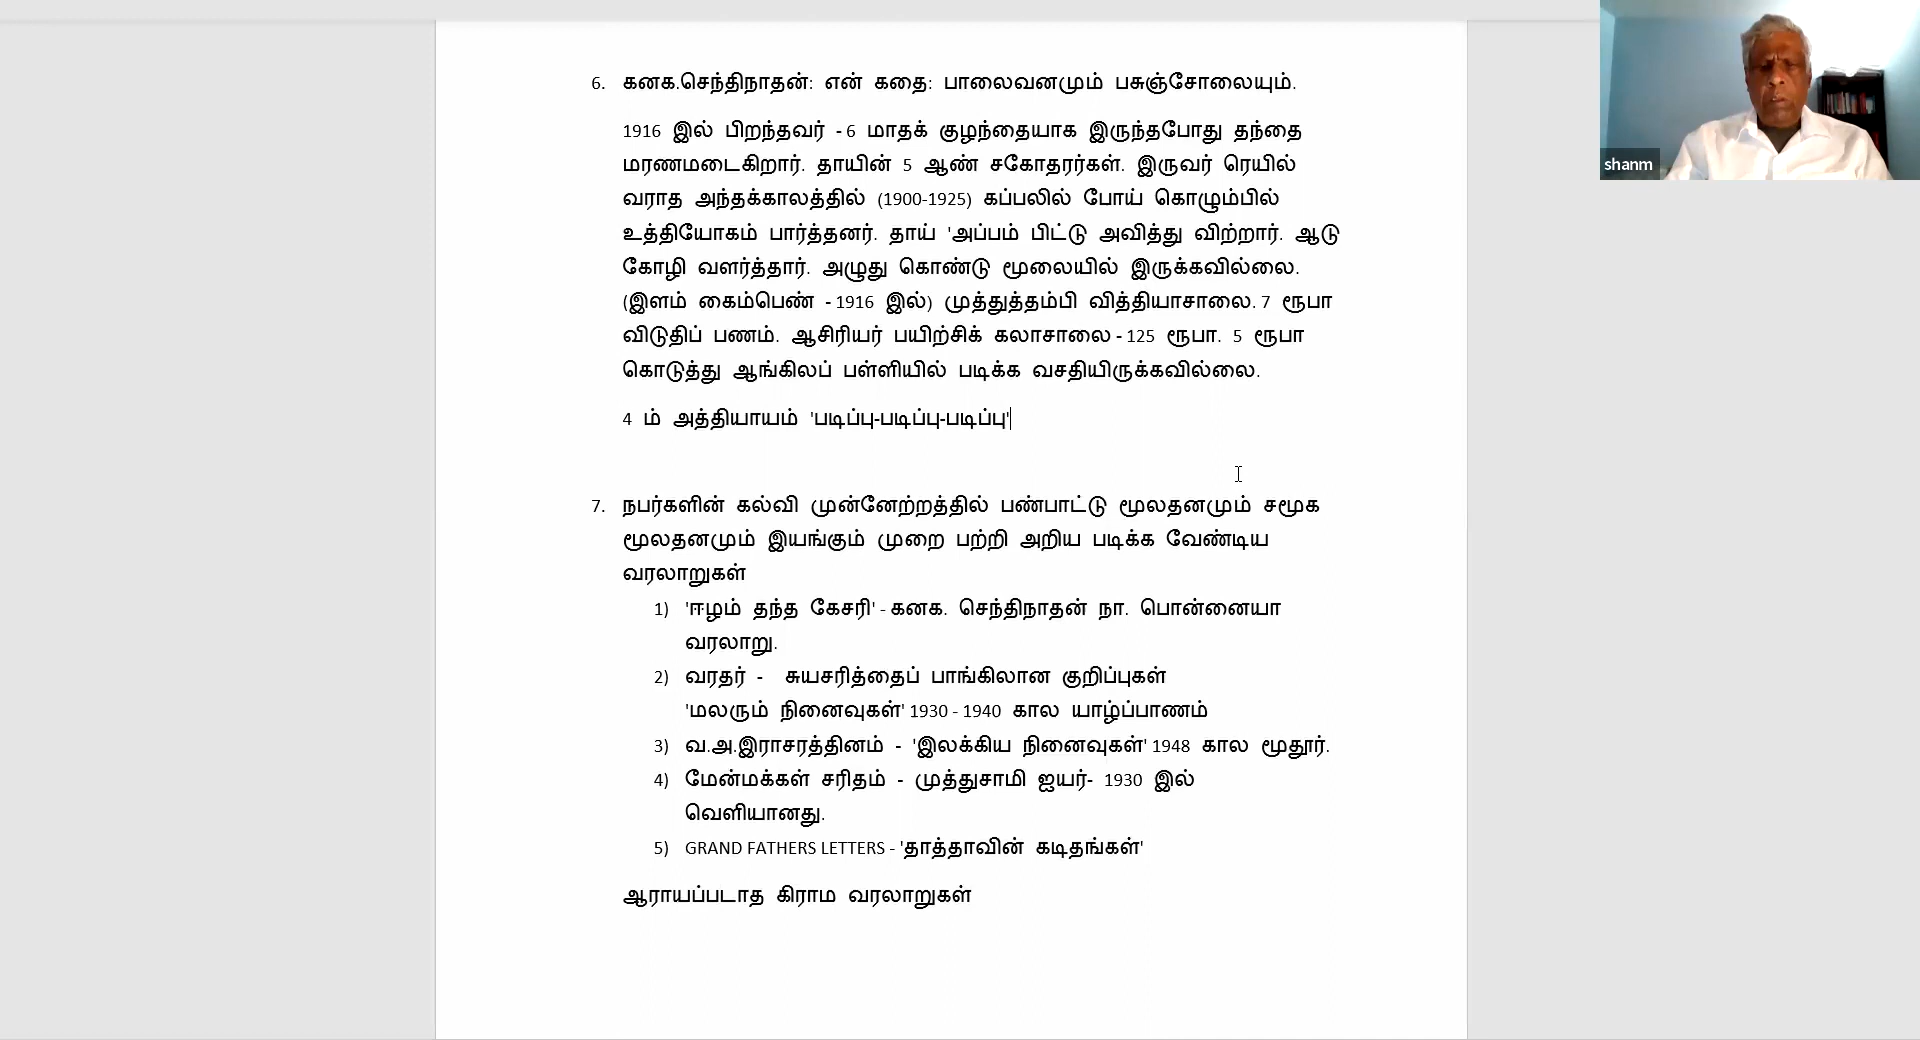 6. கனக.செந்திநாதன்: என் கதை: பாலைவனமும் பசுஞ்சோலையும்.
1916 இல் பிறந்தவர் - 6 மாதக் குழந்தையாக இருந்தபோது தந்தை
மரணமடைகிறார். தாயின் 5 ஆண் சகோதரர்கள். இருவர் ரெயில்
வராத அந்தக்காலத்தில் (1900-1925) கப்பலில் போய் கொழும்பில்
உத்தியோகம் பார்த்தனர். தாய் 'அப்பம் பிட்டு அவித்து விற்றார். ஆடு
கோழி வளர்த்தார். அழுது கொண்டு மூலையில் இருக்கவில்லை.
(இளம் கைம்பெண் - 1916 இல்) முத்துத்தம்பி வித்தியாசாலை. 7 ரூபா
விடுதிப் பணம். ஆசிரியர் பயிற்சிக் கலாசாலை - 125 ரூபா. 5 ரூபா
கொடுத்து ஆங்கிலப் பள்ளியில் படிக்க வசதியிருக்கவில்லை.
4 ம் அத்தியாயம் 'படிப்பு-படிப்பு-படிப்பு'
7. நபர்களின் கல்வி முன்னேற்றத்தில் பண்பாட்டு மூலதனமும் சமூக
மூலதனமும் இயங்கும் முறை பற்றி அறிய படிக்க வேண்டிய
வரலாறுகள்
1) 'ஈழம் தந்த கேசரி' - கனக. செந்திநாதன் நா. பொன்னையா
வரலாறு.
2) வரதர் - சுயசரித்தைப் பாங்கிலான குறிப்புகள்
'மலரும் நினைவுகள்' 1930 - 1940 கால யாழ்ப்பாணம்
3) வ.அ.இராசரத்தினம் - 'இலக்கிய நினைவுகள்' 1948 கால மூதூர்.
4) மேன்மக்கள் சரிதம் - முத்துசாமி ஐயர்- 1930 இல்
வெளியானது.
5) GRAND FATHERS LETTERS - 'தாத்தாவின் கடிதங்கள்'
ஆராயப்படாத கிராம வரலாறுகள்
shanm